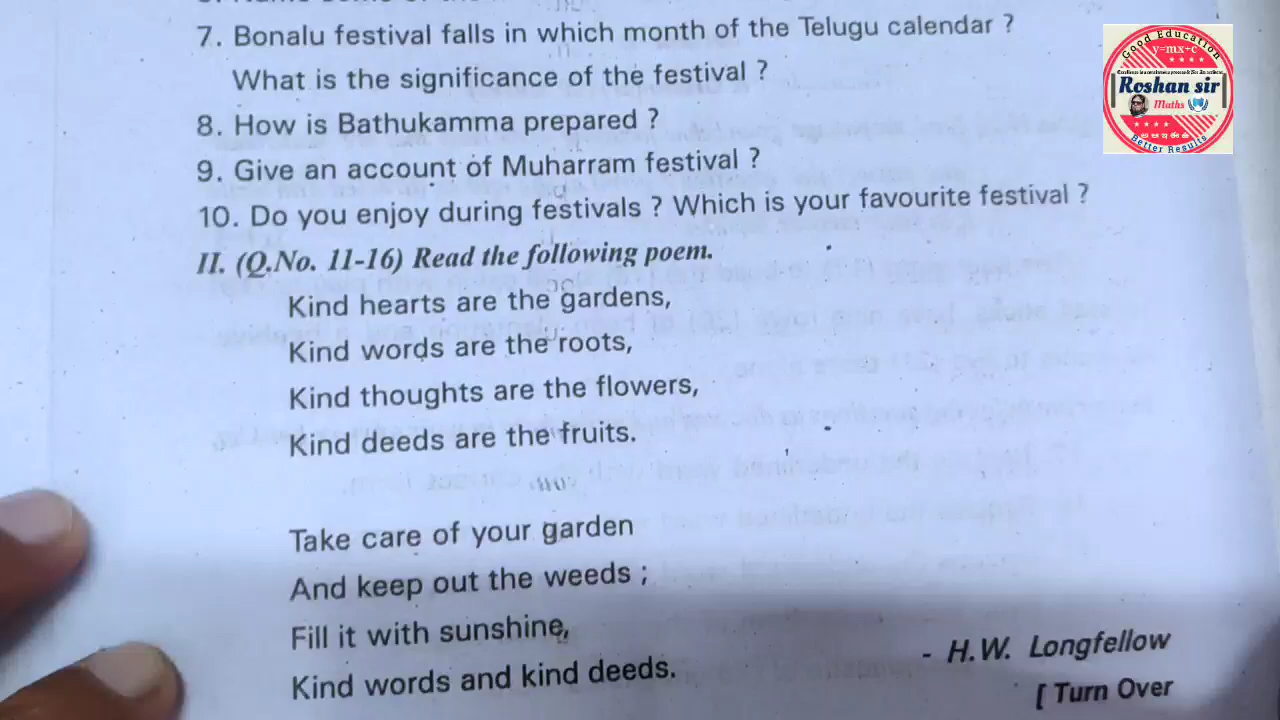 7. Bonalu festival falls in which month of the Telugu calendar ?
What is the significance of the festival ?
8. How is Bathukamma prepared ?
9. Give an account of Muharram festival ?
10. Do you enjoy during festivals ? Which is your favourite festival ?
II. (Q.No. 11-16) Read the following poem.
Kind hearts are the gardens,
Kind words are the roots,
Kind thoughts are the flowers,
Kind deeds are the fruits.
Take care of your garden
And keep out the weeds ;
Fill it with sunshine,
Kind words and kind deeds.
- H.W. Longfellow
[ Turn Over
Good Education
y=mx+c
Roshan sir
Maths
Better Results